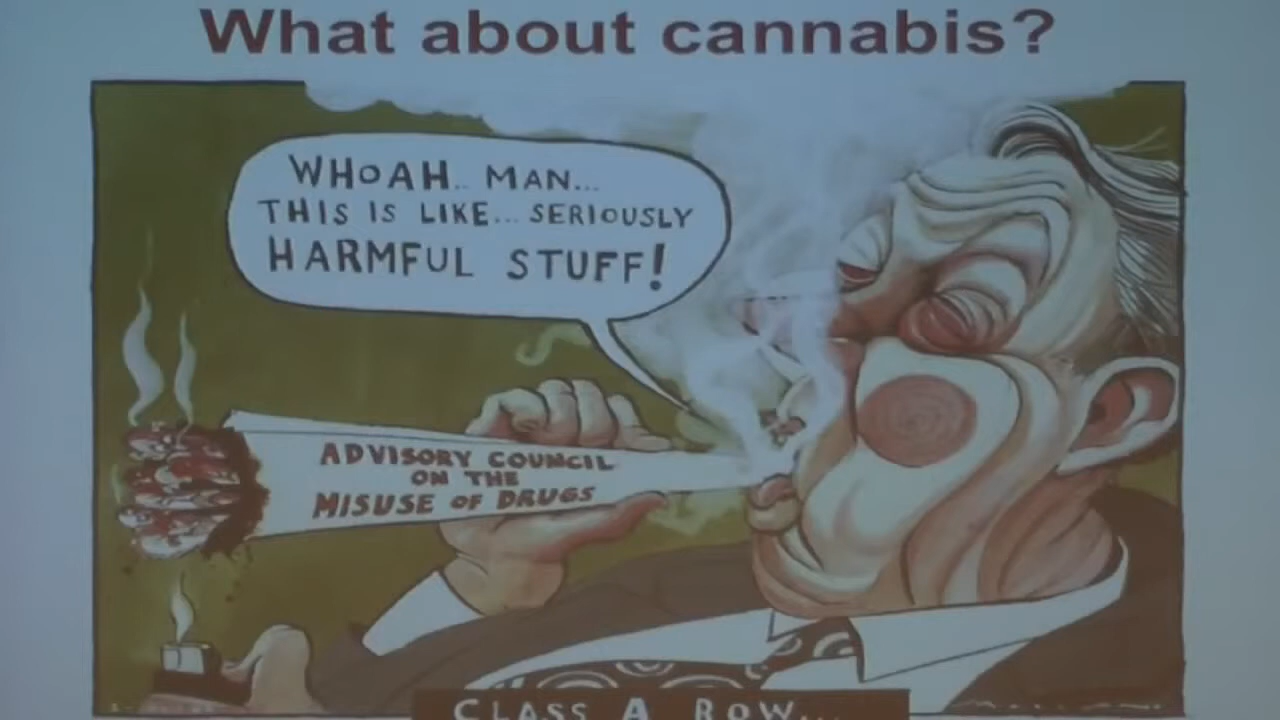 What about cannabis?
WHOAH.. MAN...
THIS IS LIKE... SERIOUSLY
HARMFUL STUFF!
ADVISORY COUNCIL
ON THE
MISUSE OF DRUGS
CLASS A ROW...